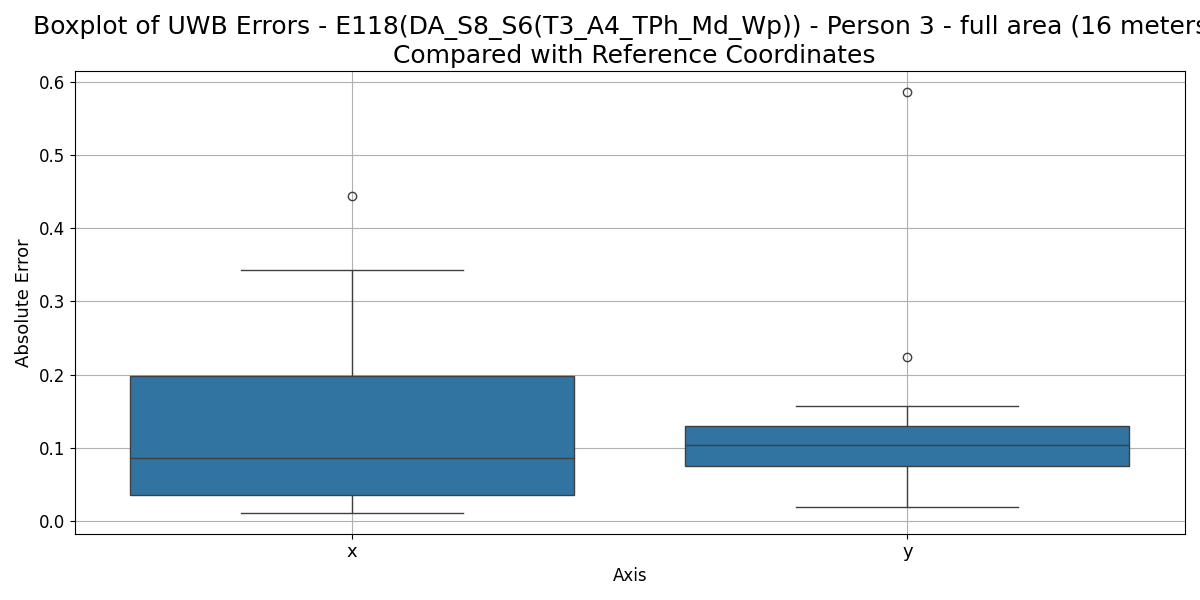 Boxplot of UWB Errors - E118(DA_S8_S6(T3_A4_TPh_Md_Wp)) - Person 3 - full area (16 meters
Compared with Reference Coordinates
0.6
0.5
0.4
0.3
0.2
0.1
0.0
Absolute Error
x
y
Axis